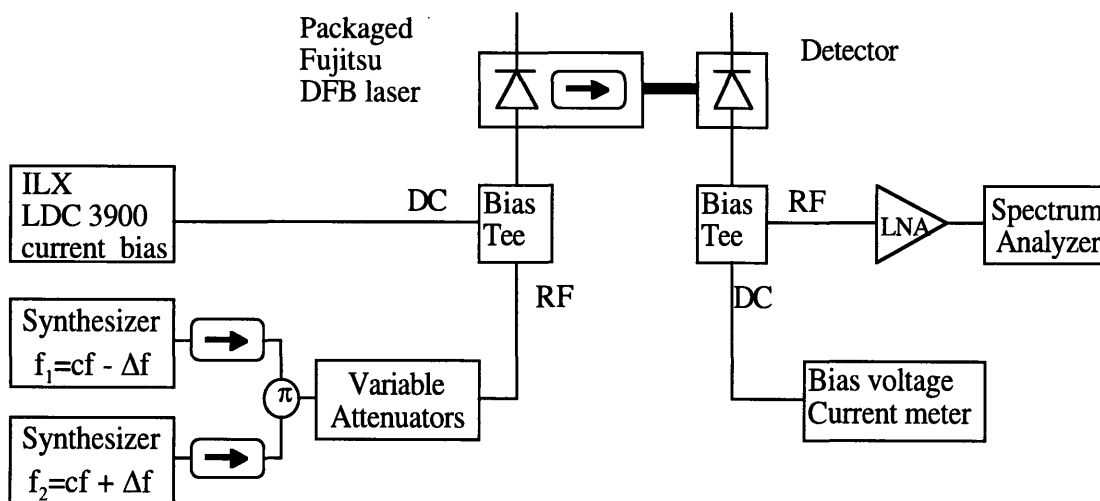 Packaged
Fujitsu
DFB laser
Detector
ILX
LDC 3900
current bias
DC
Bias
Tee
RF
Bias
Tee
RF
LNA
Spectrum
Analyzer
DC
Synthesizer
f₁=cf - Δf
π
Variable
Attenuators
Bias voltage
Current meter
Synthesizer
f₂=cf + Δf